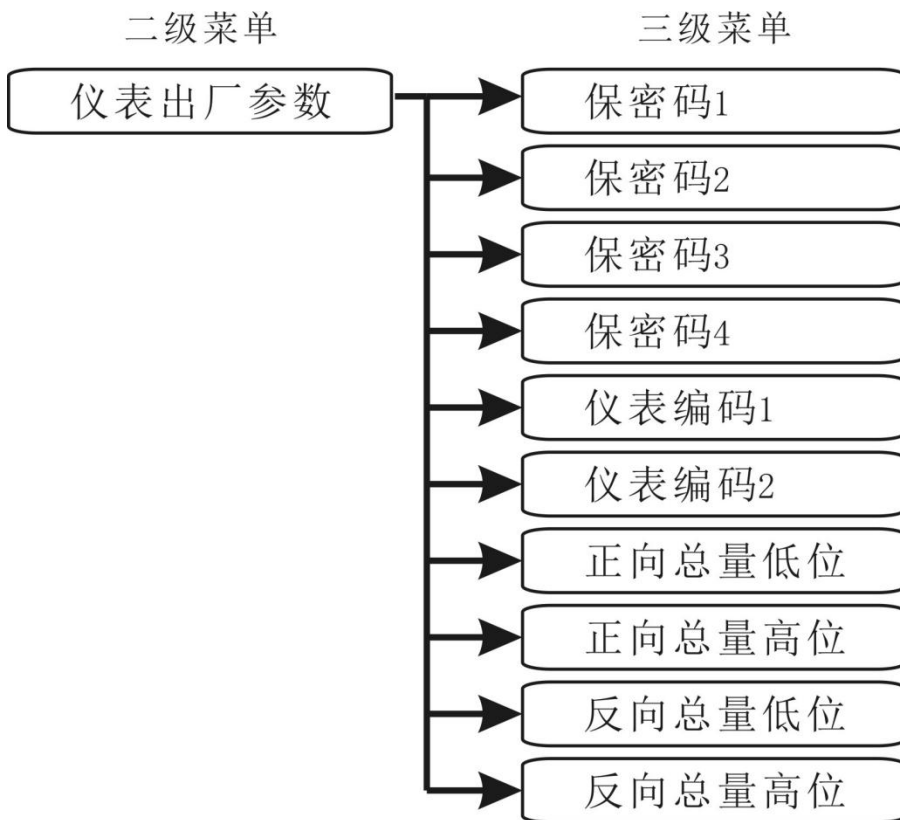 二级菜单 三级菜单
仪表出厂参数 保密码1
保密码2
保密码3
保密码4
仪表编码1
仪表编码2
正向总量低位
正向总量高位
反向总量低位
反向总量高位